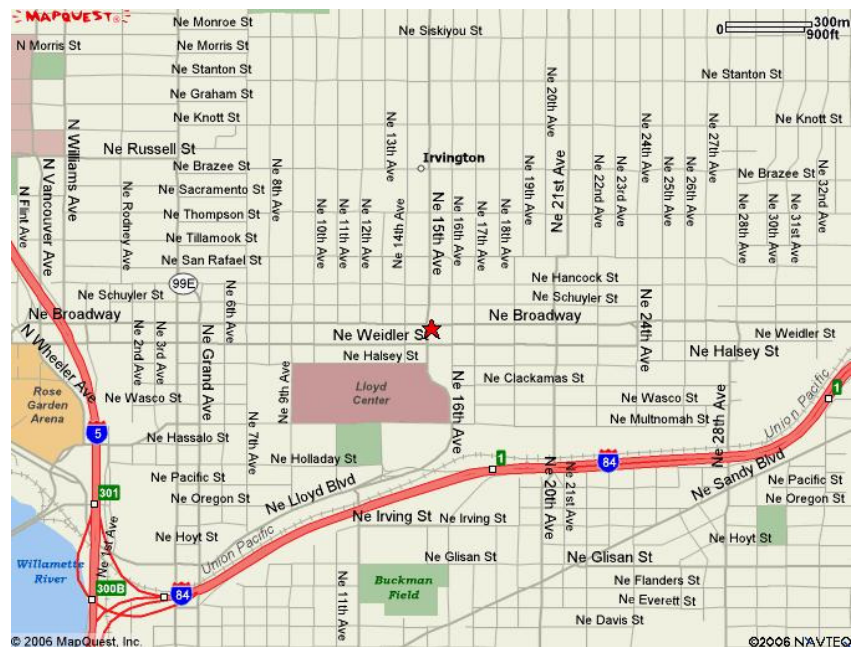 MAPQUEST®
Ne Monroe St
Ne Siskiyou St
0 300m
900ft
N Morris St
Ne Morris St
Ne Stanton St
Ne Stanton St
Ne Graham St
Ne Knott St
Ne Knott St
Ne Russell St
Ne 20th Ave
Ne 13th Ave
Ne 24th Ave
Ne 27th Ave
Irvington
N Williams Ave
N Vancouver Ave
N Flint Ave
Ne Rodney Ave
Ne Brazee St
Ne Brazee St
Ne Sacramento St
Ne Thompson St
Ne Tillamook St
Ne San Rafael St
Ne 8th Ave
Ne 10th Ave
Ne 11th Ave
Ne 12th Ave
Ne 14th Ave
Ne 15th Ave
Ne 16th Ave
Ne 17th Ave
Ne 18th Ave
Ne 19th Ave
Ne 21st Ave
Ne 22nd Ave
Ne 23rd Ave
Ne 25th Ave
Ne 26th Ave
Ne 28th Ave
Ne 30th Ave
Ne 31st Ave
Ne 32nd Ave
99E
Ne Hancock St
Ne Schuyler St
Ne Schuyler St
Ne 6th Ave
Ne Broadway
Ne Broadway
Ne Weidler St
Ne Weidler St
N Wheeler Ave
Ne 2nd Ave
Ne 3rd Ave
Ne Grand Ave
Ne Halsey St
Ne Halsey St
Ne 24th Ave
Ne 9th Ave
Lloyd
Center
Ne Clackamas St
Rose
Garden
Arena
Ne Wasco St
Ne Wasco St
Ne Multnomah St
Union Pacific
1
5
Ne Hassalo St
Ne 7th Ave
Ne Holladay St
Ne 16th Ave
Ne 28th Ave
1
84
Ne Pacific St
Ne Lloyd Blvd
Ne 20th Ave
Ne 21st Ave
Ne Sandy Blvd
Ne Pacific St
301
Ne Oregon St
Ne Oregon St
Ne Irving St
Ne Irving St
Ne 1st Ave
Ne Hoyt St
Union Pacific
Ne Hoyt St
Willamette
River
Ne Glisan St
Ne Glisan St
300B
84
Ne 11th Ave
Buckman
Field
Ne Flanders St
Ne Everett St
Ne Davis St
© 2006 MapQuest, Inc.
©2006 NAVTEQ